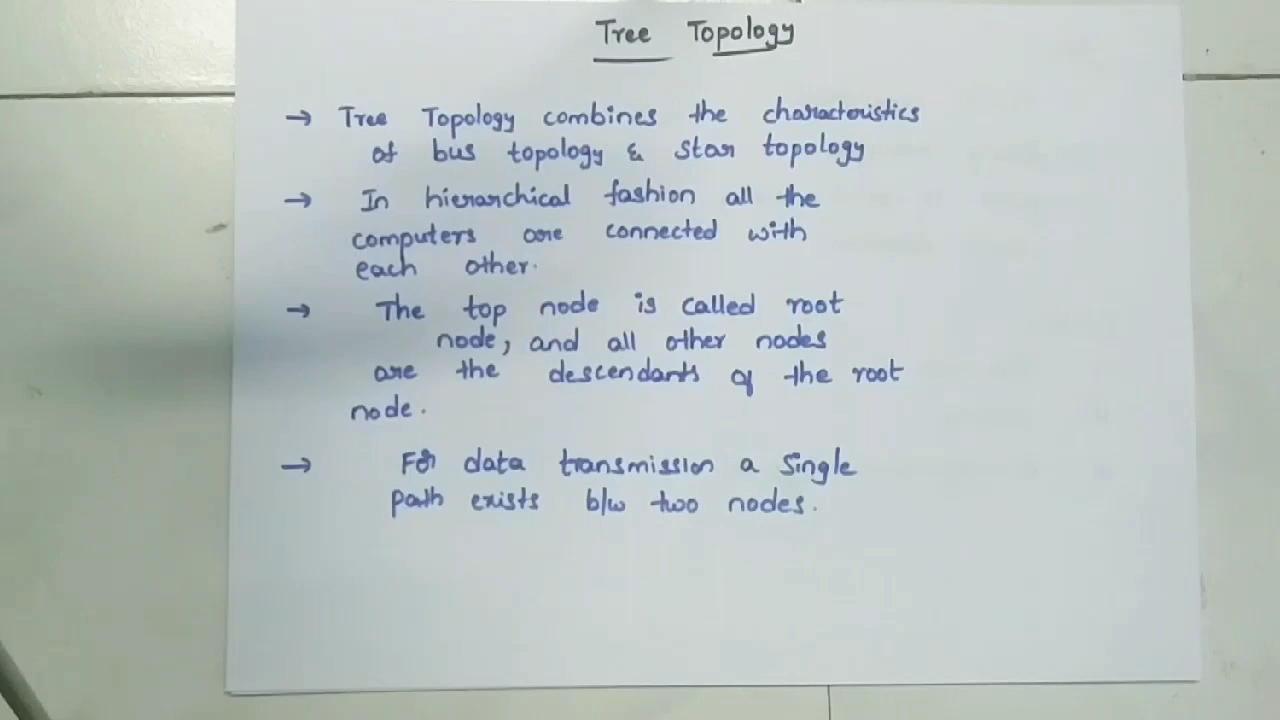 Tree Topology
→ Tree Topology combines the charactoristics
of bus topology & star topology
→ In hierarchical fashion all the
computers are connected with
each other.
→ The top node is called root
node, and all other nodes
are the descendants of the root
node.
→ For data transmission a single
path exists b/w two nodes.